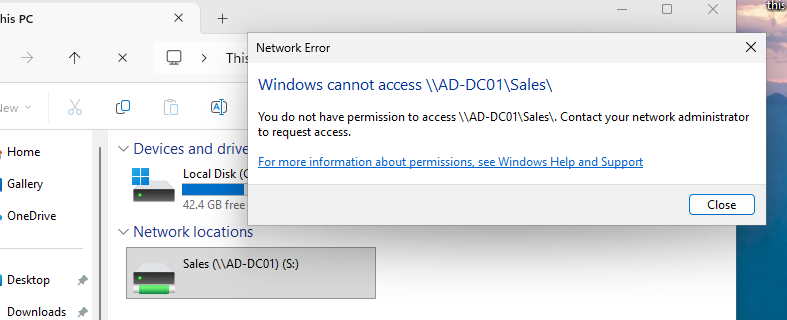 his PC
this
Network Error
This
Windows cannot access \\AD-DC01\Sales\
New
You do not have permission to access \\AD-DC01\Sales\. Contact your network administrator
to request access.
Home
Devices and drive
For more information about permissions, see Windows Help and Support
Gallery
Local Disk (C
OneDrive
42.4 GB free
Close
Network locations
Sales (\\AD-DC01) (S:)
Desktop
Downloads